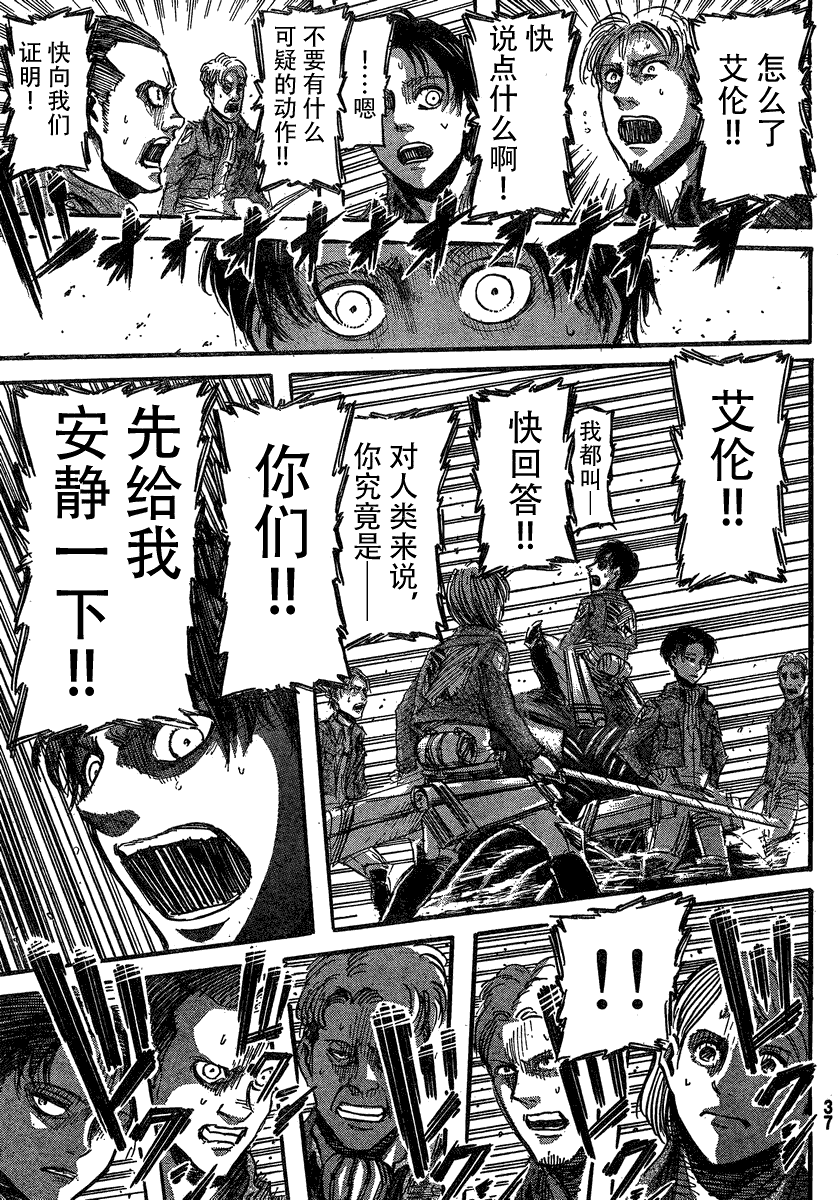 怎么了
艾伦!!
快
说点什么啊！
！……嗯
不要有什么
可疑的动作!!
快向我们
证明！
艾伦!!
我都叫—
快回答!!
对人类来说，
你究竟是——
你们!!
先给我
安静一下!!
！！
37